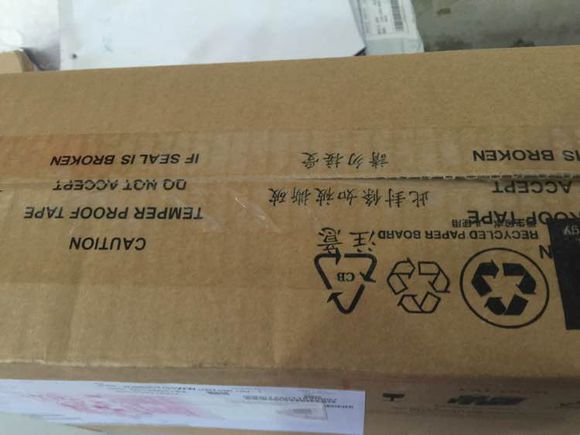 CB
N
注意
CAUTION
RECYCLED PAPER BOARD
ROOF TAPE
TEMPER PROOF TAPE
ACCEPT
此封條如被撕破
DO NOT ACCEPT
IS BROKEN
請勿接受
IF SEAL IS BROKEN